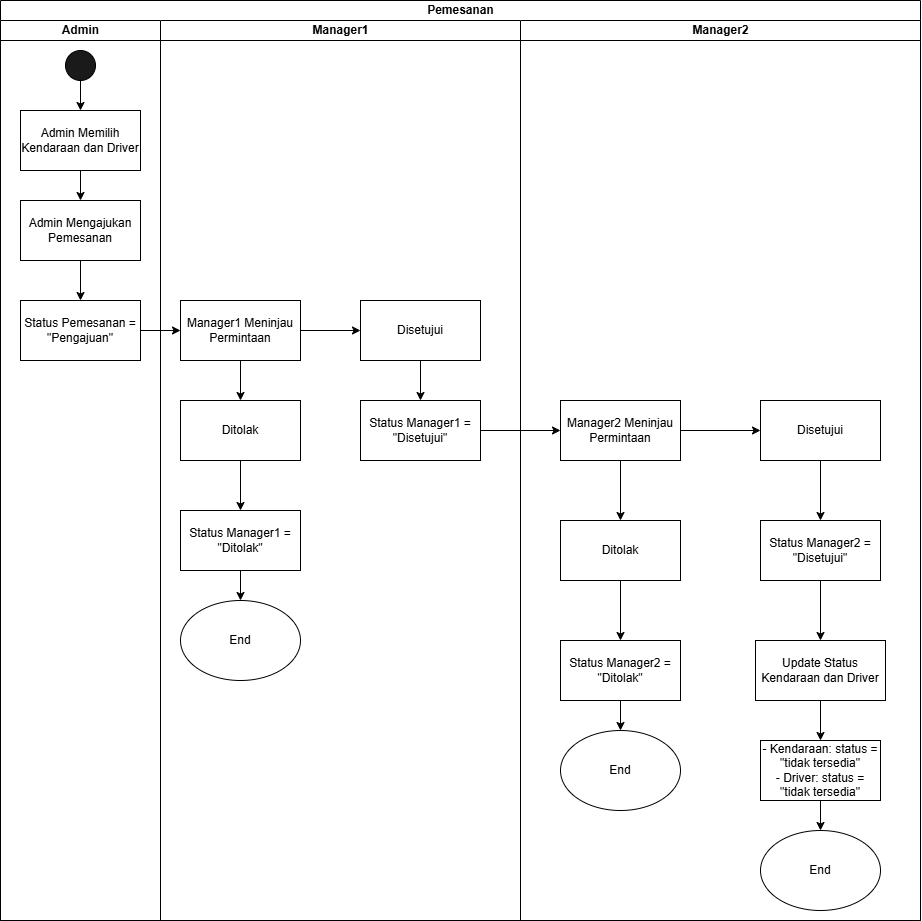 Pemesanan
Admin
Manager1
Manager2
Admin Memilih
Kendaraan dan Driver
Admin Mengajukan
Pemesanan
Status Pemesanan =
"Pengajuan"
Manager1 Meninjau
Permintaan
Disetujui
Ditolak
Status Manager1 =
"Disetujui"
Manager2 Meninjau
Permintaan
Disetujui
Status Manager1 =
"Ditolak"
Ditolak
Status Manager2 =
"Disetujui"
End
Status Manager2 =
"Ditolak"
Update Status
Kendaraan dan Driver
End
- Kendaraan: status =
"tidak tersedia"
- Driver: status =
"tidak tersedia"
End